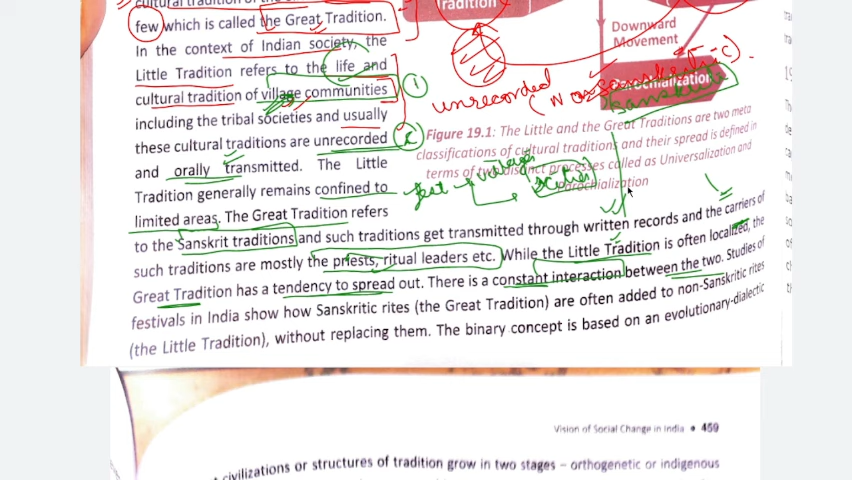 cultural tradition of the
few which is called the Great Tradition.
In the context of Indian society, the
Little Tradition refers to the life and
cultural tradition of village communities
including the tribal societies and usually
these cultural traditions are unrecorded
and orally transmitted. The Little
Tradition generally remains confined to
limited areas. The Great Tradition refers
to the Sanskrit traditions and such traditions get transmitted through written records and the carriers of
such traditions are mostly the priests, ritual leaders etc. While the Little Tradition is often localized, the
Great Tradition has a tendency to spread out. There is a constant interaction between the two. Studies of
festivals in India show how Sanskritic rites (the Great Tradition) are often added to non-Sanskritic rites
(the Little Tradition), without replacing them. The binary concept is based on an evolutionary-dialectic
Tradition
Downward
Movement
Parochialization
unrecorded
Figure 19.1: The Little and the Great Traditions are two meta
classifications of cultural traditions and their spread is defined in
terms of two distinct processes called as Universalization and
Parochialization
Vision of Social Change in India • 459
civilizations or structures of tradition grow in two stages – orthogenetic or indigenous